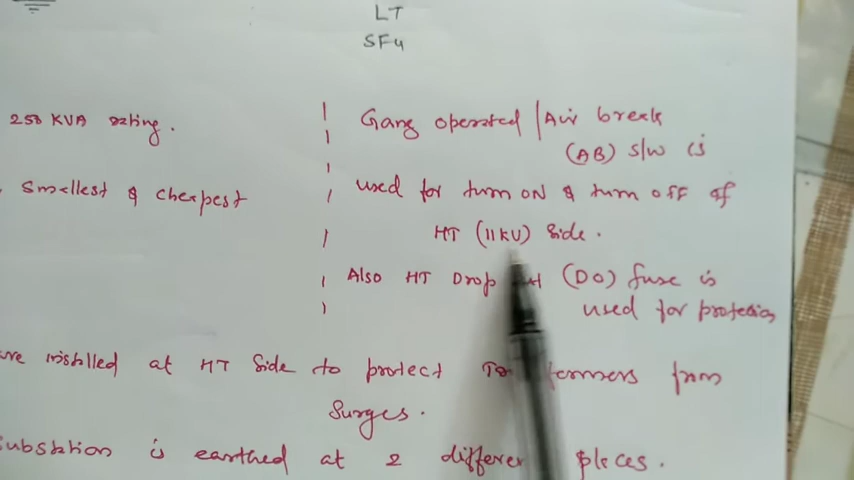 LT
SF4
250 KVA rating.
Gang operated / Air break
(AB) s/w is
smallest & cheapest
used for turn ON & turn off of
HT (11KV) side.
Also HT Drop (DO) fuse is
used for protection
installed at HT side to protect
from
surges.
substation is earthed at 2 places.